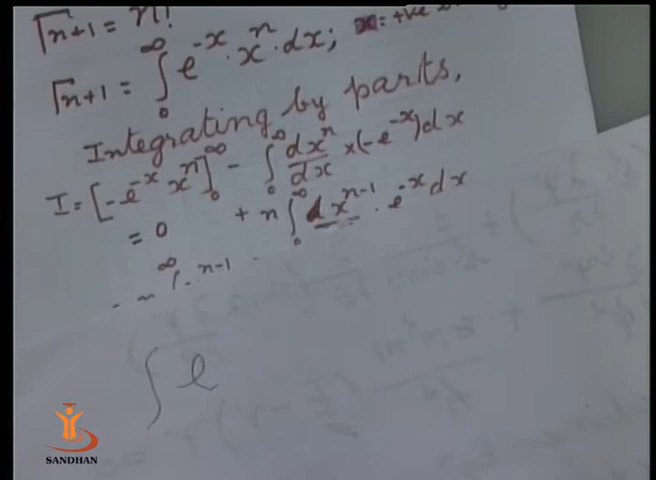 Γn+1 = n!
Γn+1 = ∫₀^∞ e^-x · x^n · dx; = +ve
Integrating by parts,
I = [-e^-x x^n]₀^∞ - ∫₀^∞ dx^n/dx × (-e^-x) dx
= 0 + n ∫₀^∞ x^n-1 · e^-x dx
∞ n-1
∫ e
SANDHAN